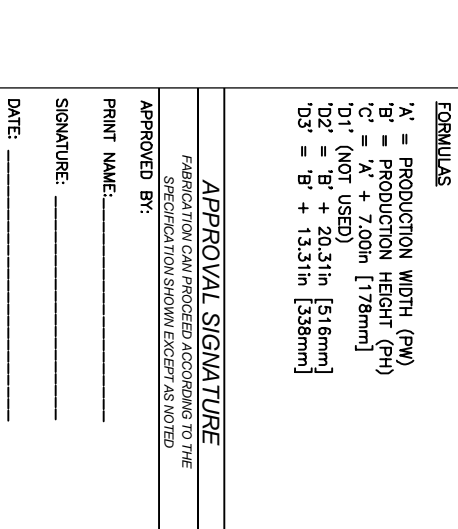 FORMULAS
'A' = PRODUCTION WIDTH (PW)
'B' = PRODUCTION HEIGHT (PH)
'C' = 'A' + 7.00in [178mm]
'D1' (NOT USED)
'D2' = 'B' + 20.31in [516mm]
'D3' = 'B' + 13.31in [338mm]
APPROVAL SIGNATURE
FABRICATION CAN PROCEED ACCORDING TO THE
SPECIFICATION SHOWN EXCEPT AS NOTED
APPROVED BY:
PRINT NAME:
SIGNATURE:
DATE: